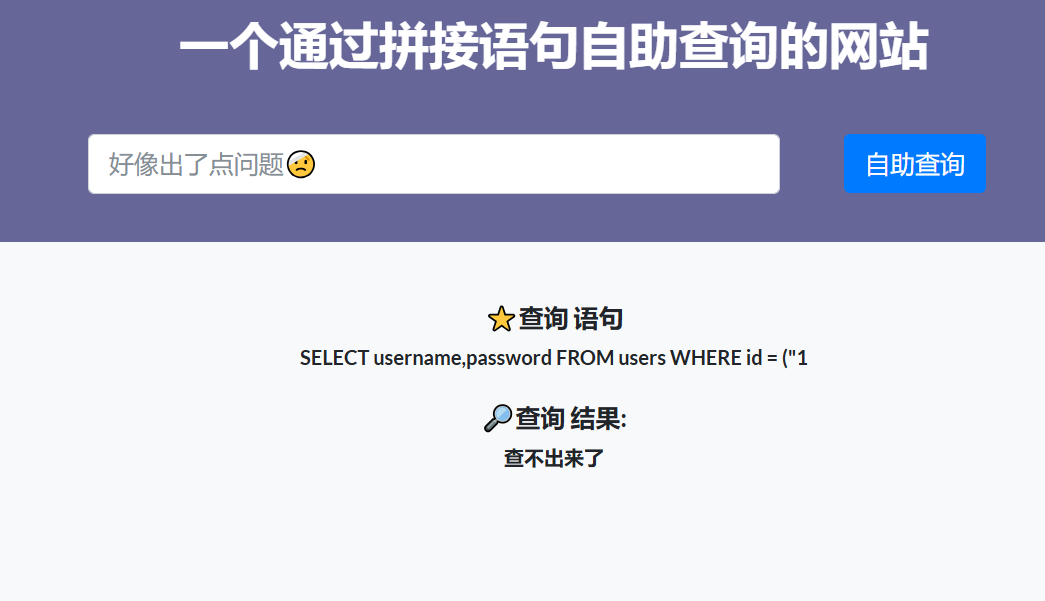 一个通过拼接语句自助查询的网站
好像出了点问题🤕
自助查询
⭐查询 语句
SELECT username,password FROM users WHERE id = ("1
🔎查询 结果:
查不出来了